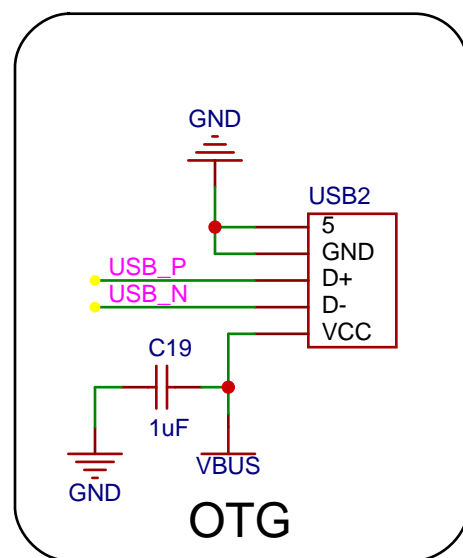 GND
USB2
5
GND
USB_P
D+
USB_N
D-
VCC
C19
1uF
GND
VBUS
OTG